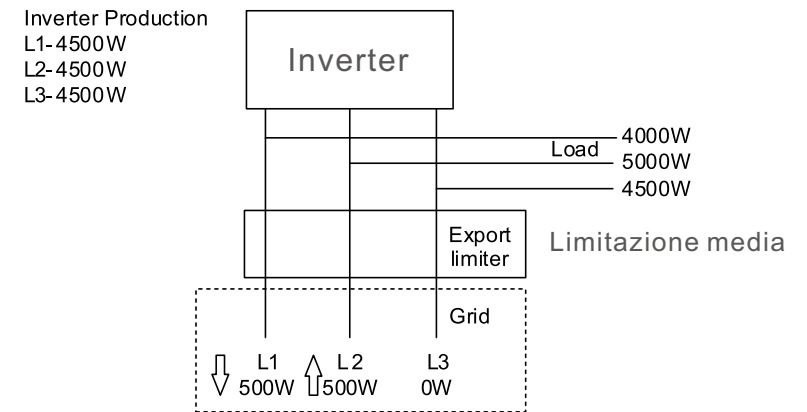 Inverter Production
L1-4500W
L2-4500W
L3-4500W
Inverter
4000W
Load
5000W
4500W
Export
limiter
Limitazione media
Grid
L1 L2 L3
500W 500W 0W